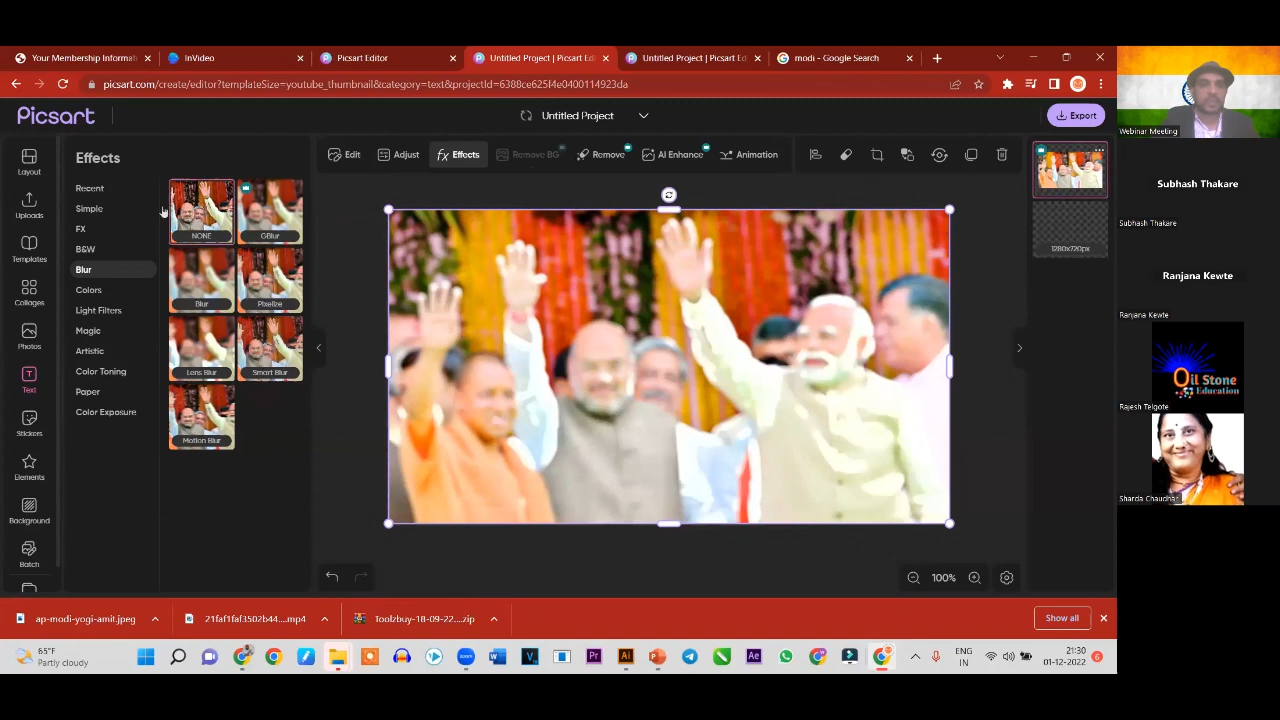 Your Membership Informat
InVideo
Picsart Editor
Untitled Project | Picsart Edi
Untitled Project | Picsart Ed
modi - Google Search
picsart.com/create/editor?templateSize=youtube_thumbnail&category=text&projectId=6388ce625f4e0400114923da
Picsart
Untitled Project
Export
Webinar Meeting
Layout
Uploads
Templates
Collages
Photos
Text
Stickers
Elements
Background
Batch
Effects
Recent
Simple
FX
B&W
Blur
Colors
Light Filters
Magic
Artistic
Color Toning
Paper
Color Exposure
NONE
GBlur
Blur
Pixelize
Lens Blur
Smart Blur
Motion Blur
Edit
Adjust
fx Effects
Remove BG
Remove
AI Enhance
Animation
1280x720px
100%
Subhash Thakare
Subhash Thakare
Ranjana Kewte
Ranjana Kewte
Oil Stone
Education
Rajesh Telgote
Sharda Chaudhar
ap-modi-yogi-amit.jpeg
21faf1faf3502b44....mp4
Toolzbuy-18-09-22....zip
Show all
65°F
Partly cloudy
ENG
IN
21:30
01-12-2022
6